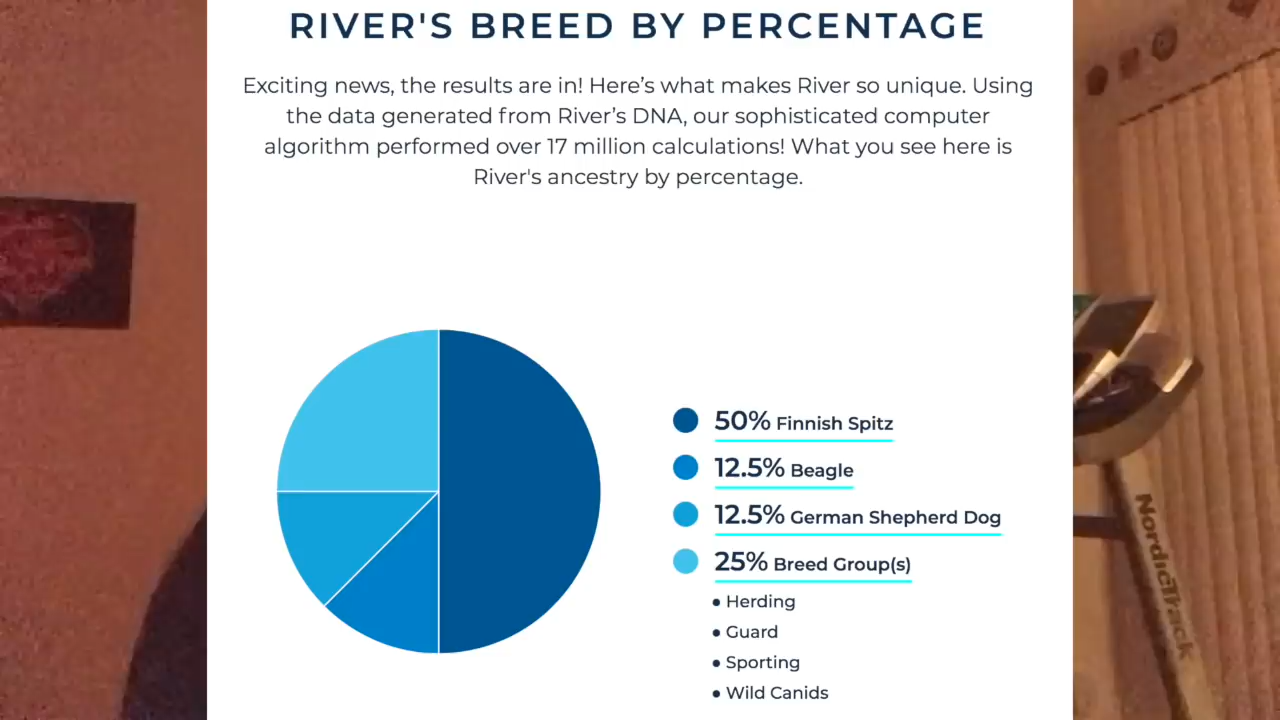 RIVER'S BREED BY PERCENTAGE
Exciting news, the results are in! Here’s what makes River so unique. Using
the data generated from River’s DNA, our sophisticated computer
algorithm performed over 17 million calculations! What you see here is
River's ancestry by percentage.
50% Finnish Spitz
12.5% Beagle
12.5% German Shepherd Dog
25% Breed Group(s)
• Herding
• Guard
• Sporting
• Wild Canids
NordicTrack